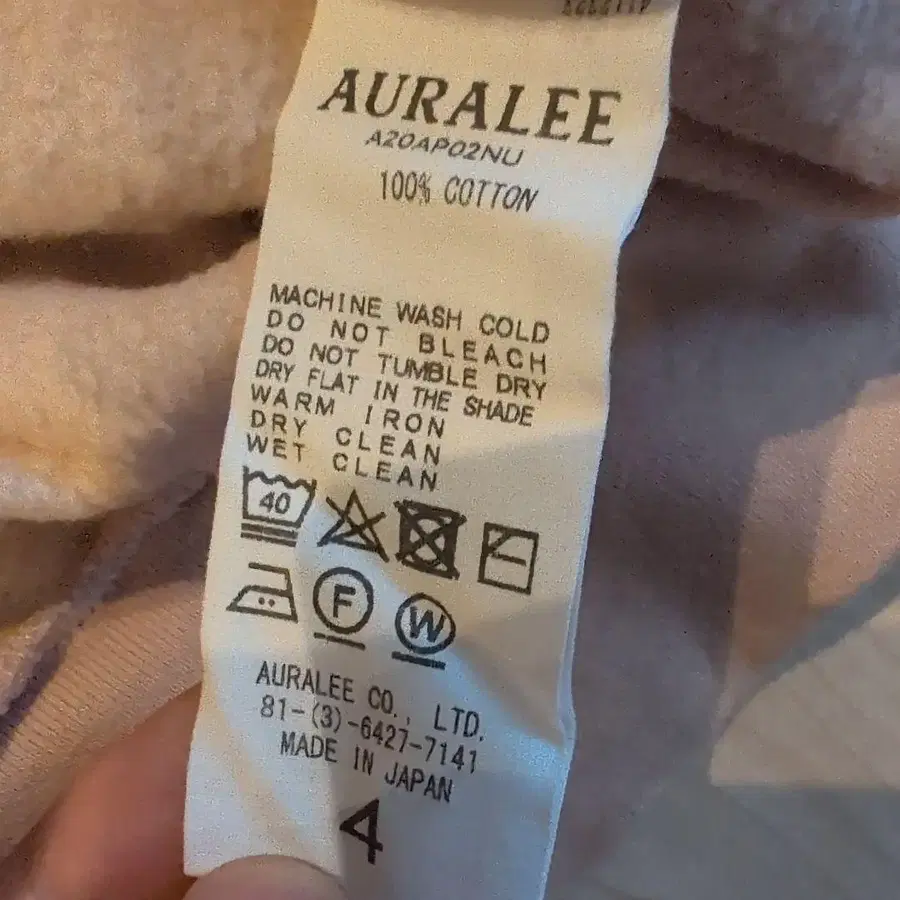 AURALEE
A20AP02NU
100% COTTON
MACHINE WASH COLD
DO NOT BLEACH
DO NOT TUMBLE DRY
DRY FLAT IN THE SHADE
WARM IRON
DRY CLEAN
WET CLEAN
40
F W
AURALEE CO., LTD.
81-(3)-6427-7141
MADE IN JAPAN
4